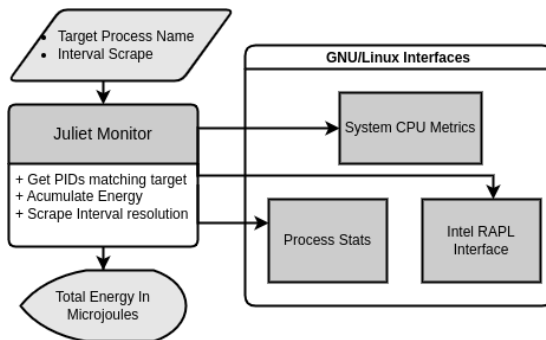 Target Process Name
Interval Scrape
GNU/Linux Interfaces
Juliet Monitor
System CPU Metrics
+ Get PIDs matching target
+ Acumulate Energy
+ Scrape Interval resolution
Process Stats
Intel RAPL
Interface
Total Energy In
Microjoules